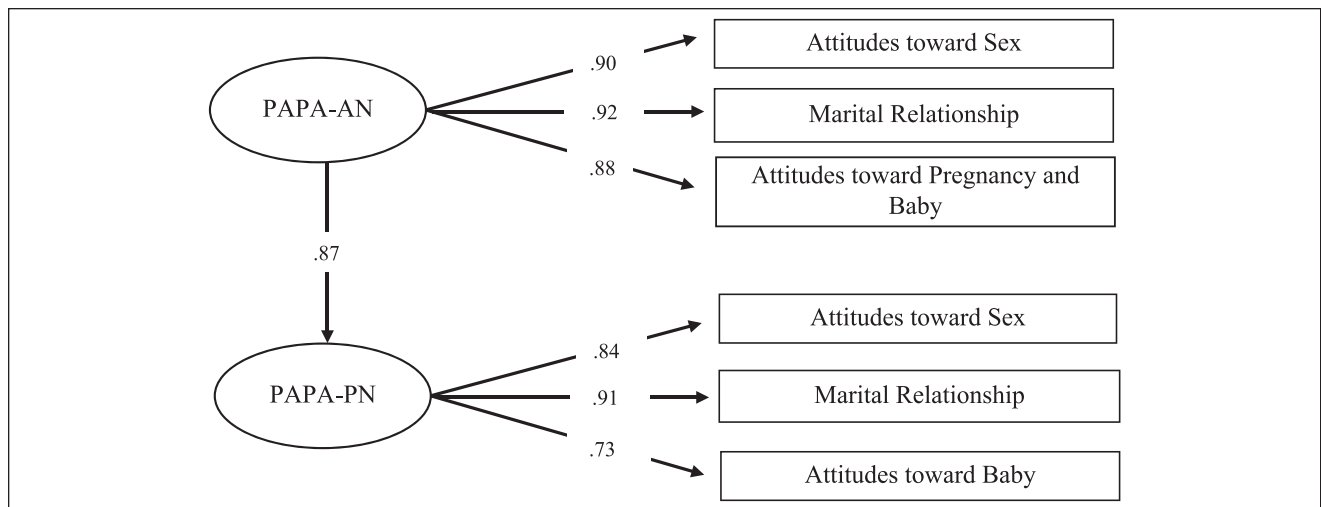 Attitudes toward Sex
.90
PAPA-AN
.92
Marital Relationship
.88
Attitudes toward Pregnancy and
Baby
.87
Attitudes toward Sex
.84
PAPA-PN
.91
Marital Relationship
.73
Attitudes toward Baby